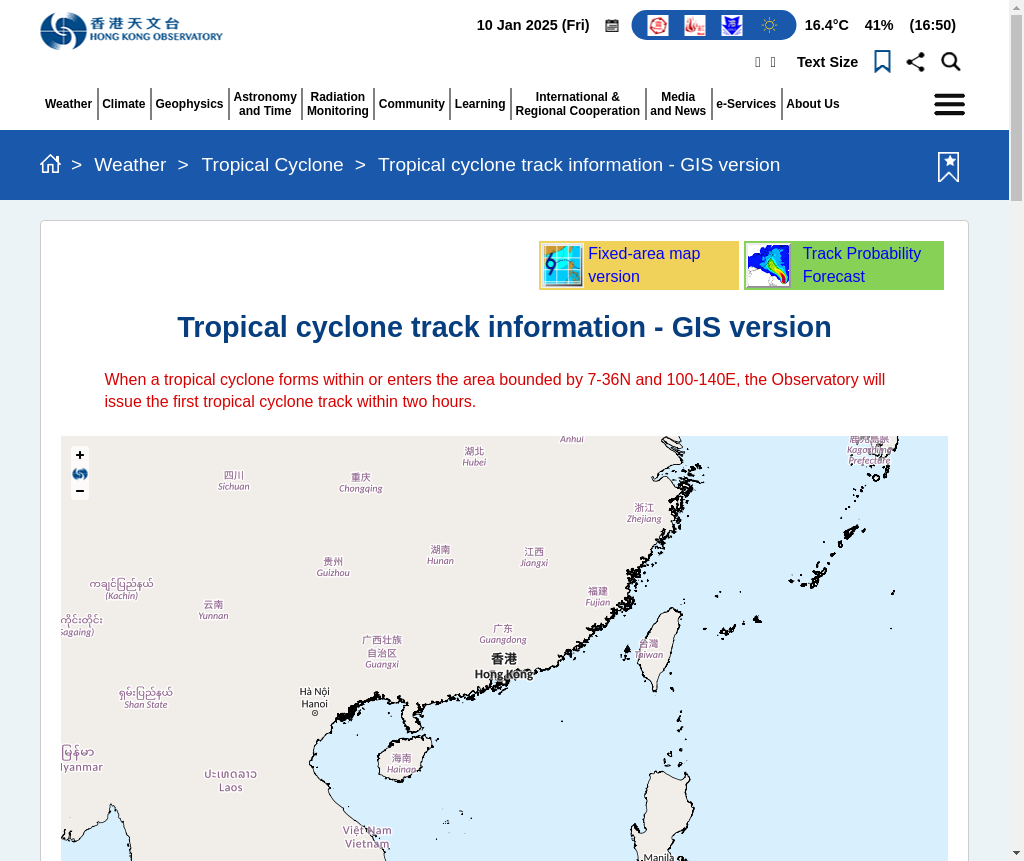 香港天文台
HONG KONG OBSERVATORY
10 Jan 2025 (Fri)
16.4°C 41% (16:50)
Text Size
Weather
Climate
Geophysics
Astronomy
and Time
Radiation
Monitoring
Community
Learning
International &
Regional Cooperation
Media
and News
e-Services
About Us
> Weather > Tropical Cyclone > Tropical cyclone track information - GIS version
Fixed-area map
version
Track Probability
Forecast
Tropical cyclone track information - GIS version
When a tropical cyclone forms within or enters the area bounded by 7-36N and 100-140E, the Observatory will
issue the first tropical cyclone track within two hours.
+
−
Anhui
湖北
Hubei
Kagoshima
Prefecture
四川
Sichuan
重庆
Chongqing
浙江
Zhejiang
湖南
Hunan
江西
Jiangxi
贵州
Guizhou
ကချင်ပြည်နယ်
(Kachin)
福建
Fujian
云南
Yunnan
ကိုင်းတိုင်း
Sagaing)
广东
Guangdong
广西壮族
自治区
Guangxi
台灣
Taiwan
香港
Hong Kong
ရှမ်းပြည်နယ်
Shan State
Hà Nội
Hanoi
မြန်မာ
Myanmar
海南
Hainan
ປະເທດລາວ
Laos
Việt Nam
Vietnam
Manila